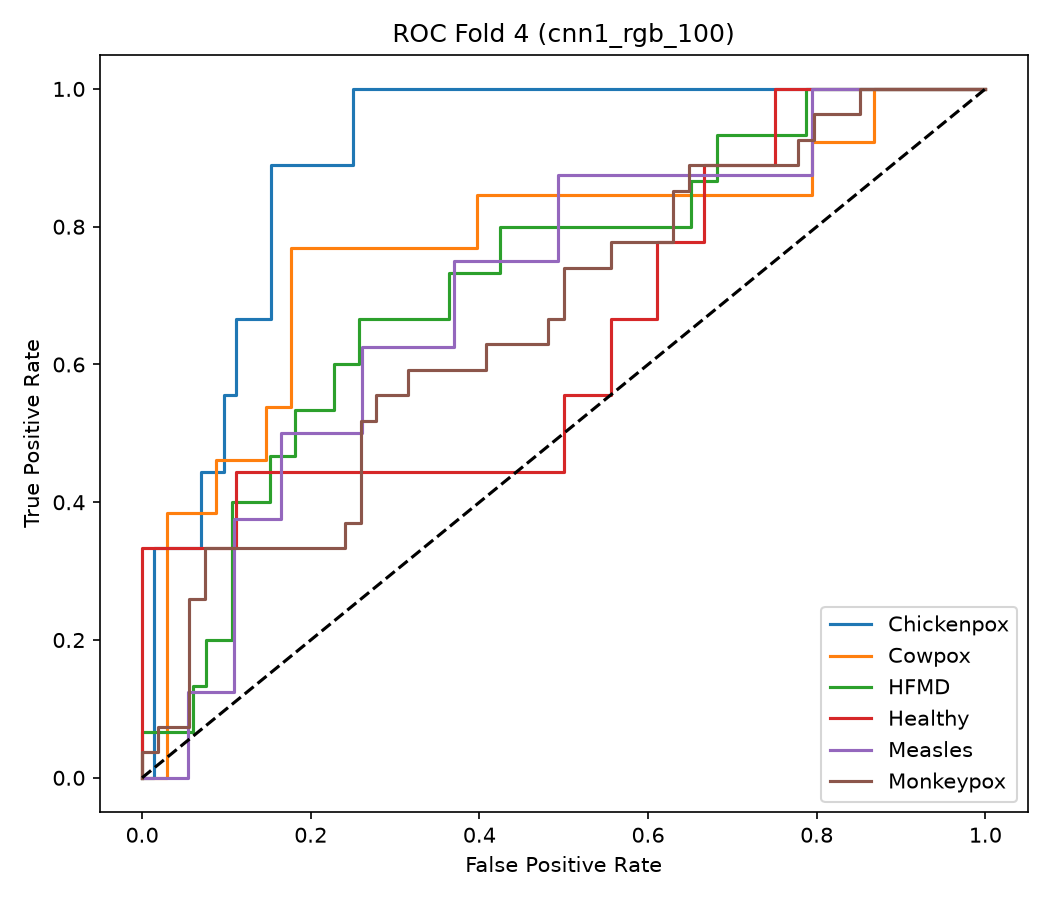 ROC Fold 4 (cnn1_rgb_100)
True Positive Rate
1.0
0.8
0.6
0.4
0.2
0.0
0.0 0.2 0.4 0.6 0.8 1.0
False Positive Rate
Chickenpox
Cowpox
HFMD
Healthy
Measles
Monkeypox